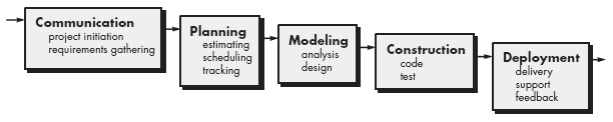 Communication
project initiation
requirements gathering
Planning
estimating
scheduling
tracking
Modeling
analysis
design
Construction
code
test
Deployment
delivery
support
feedback